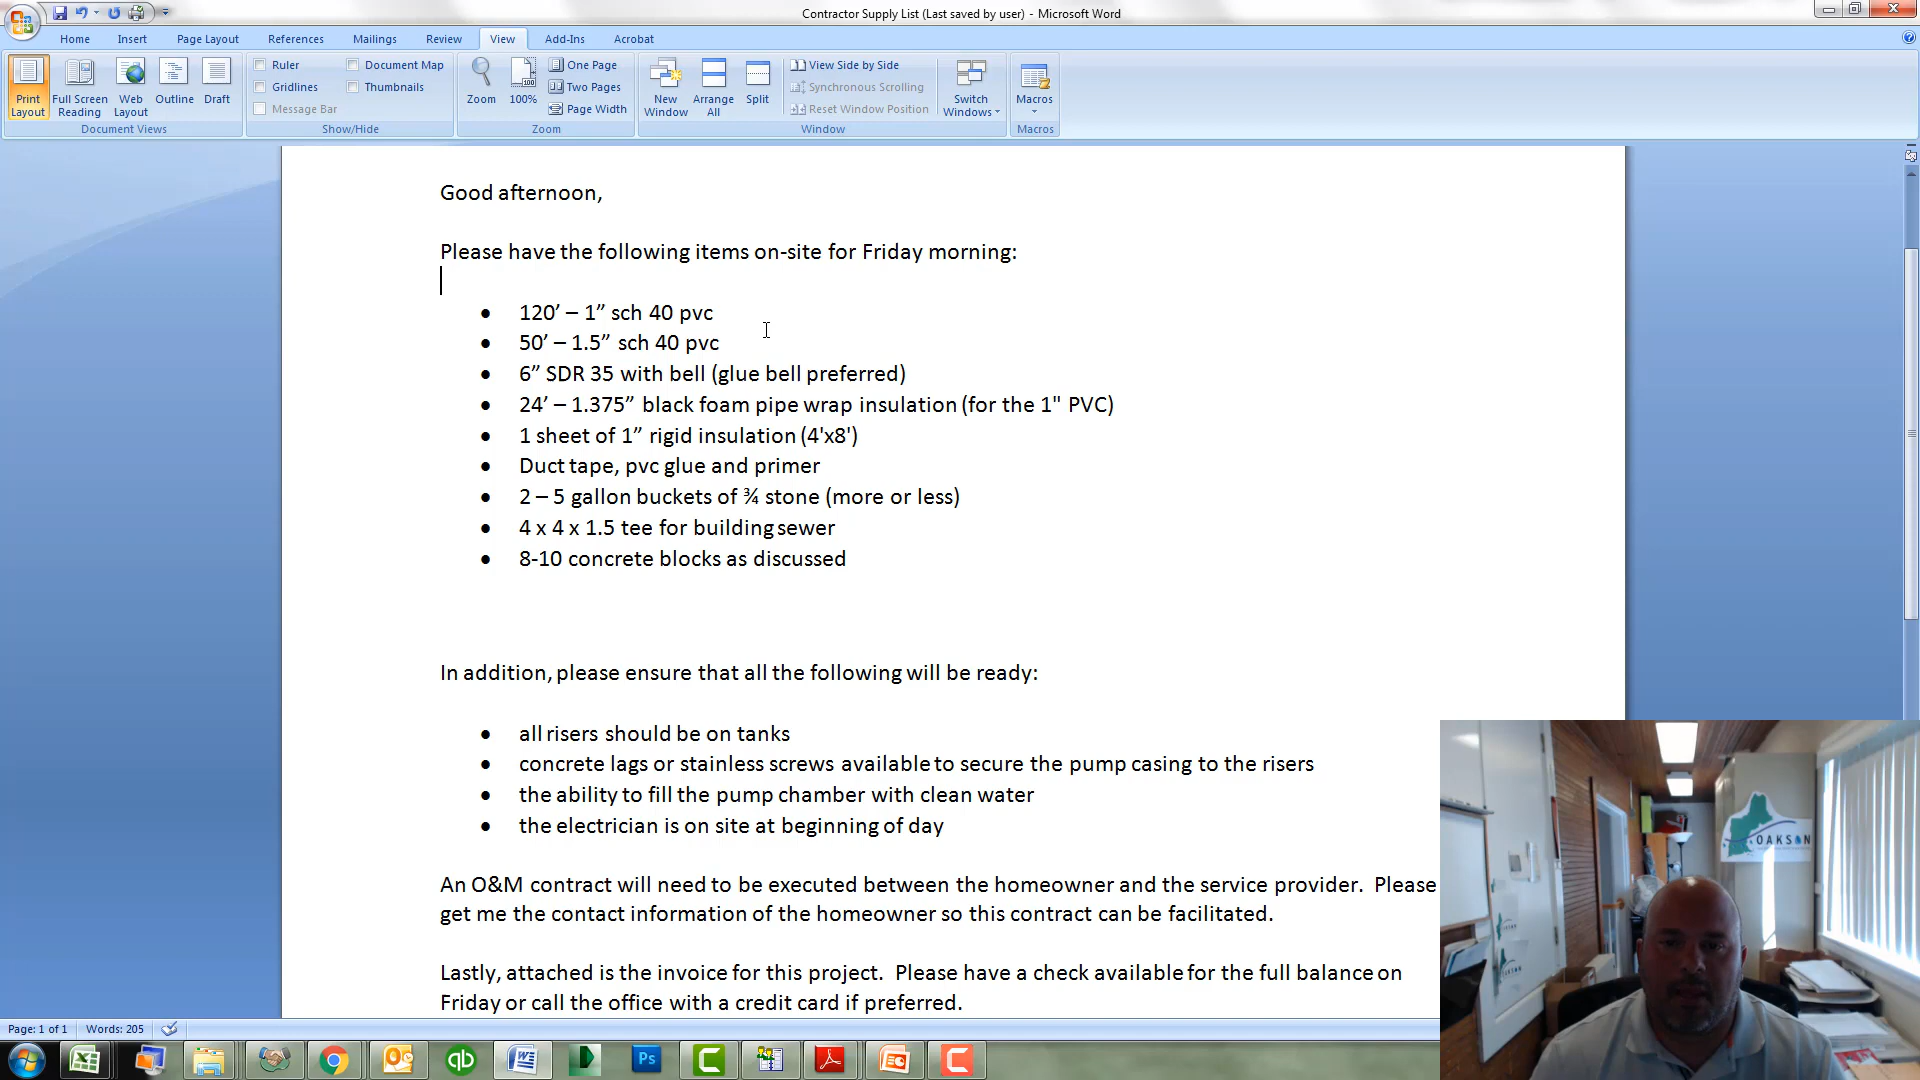 Contractor Supply List (Last saved by user) - Microsoft Word
Home Insert Page Layout References Mailings Review View Add-Ins Acrobat
Print Layout Full Screen Reading Web Layout Outline Draft
Document Views
Ruler Document Map
Gridlines Thumbnails
Message Bar
Show/Hide
Zoom 100% One Page
Two Pages
Page Width
Zoom
New Window Arrange All Split View Side by Side
Synchronous Scrolling
Reset Window Position
Switch Windows
Window
Macros
Macros
Good afternoon,
Please have the following items on-site for Friday morning:
• 120’ – 1” sch 40 pvc
• 50’ – 1.5” sch 40 pvc
• 6” SDR 35 with bell (glue bell preferred)
• 24’ – 1.375” black foam pipe wrap insulation (for the 1" PVC)
• 1 sheet of 1” rigid insulation (4'x8')
• Duct tape, pvc glue and primer
• 2 – 5 gallon buckets of ¾ stone (more or less)
• 4 x 4 x 1.5 tee for building sewer
• 8-10 concrete blocks as discussed
In addition, please ensure that all the following will be ready:
• all risers should be on tanks
• concrete lags or stainless screws available to secure the pump casing to the risers
• the ability to fill the pump chamber with clean water
• the electrician is on site at beginning of day
An O&M contract will need to be executed between the homeowner and the service provider. Please
get me the contact information of the homeowner so this contract can be facilitated.
Lastly, attached is the invoice for this project. Please have a check available for the full balance on
Friday or call the office with a credit card if preferred.
OAKSON
Page: 1 of 1 Words: 205
qb Ps